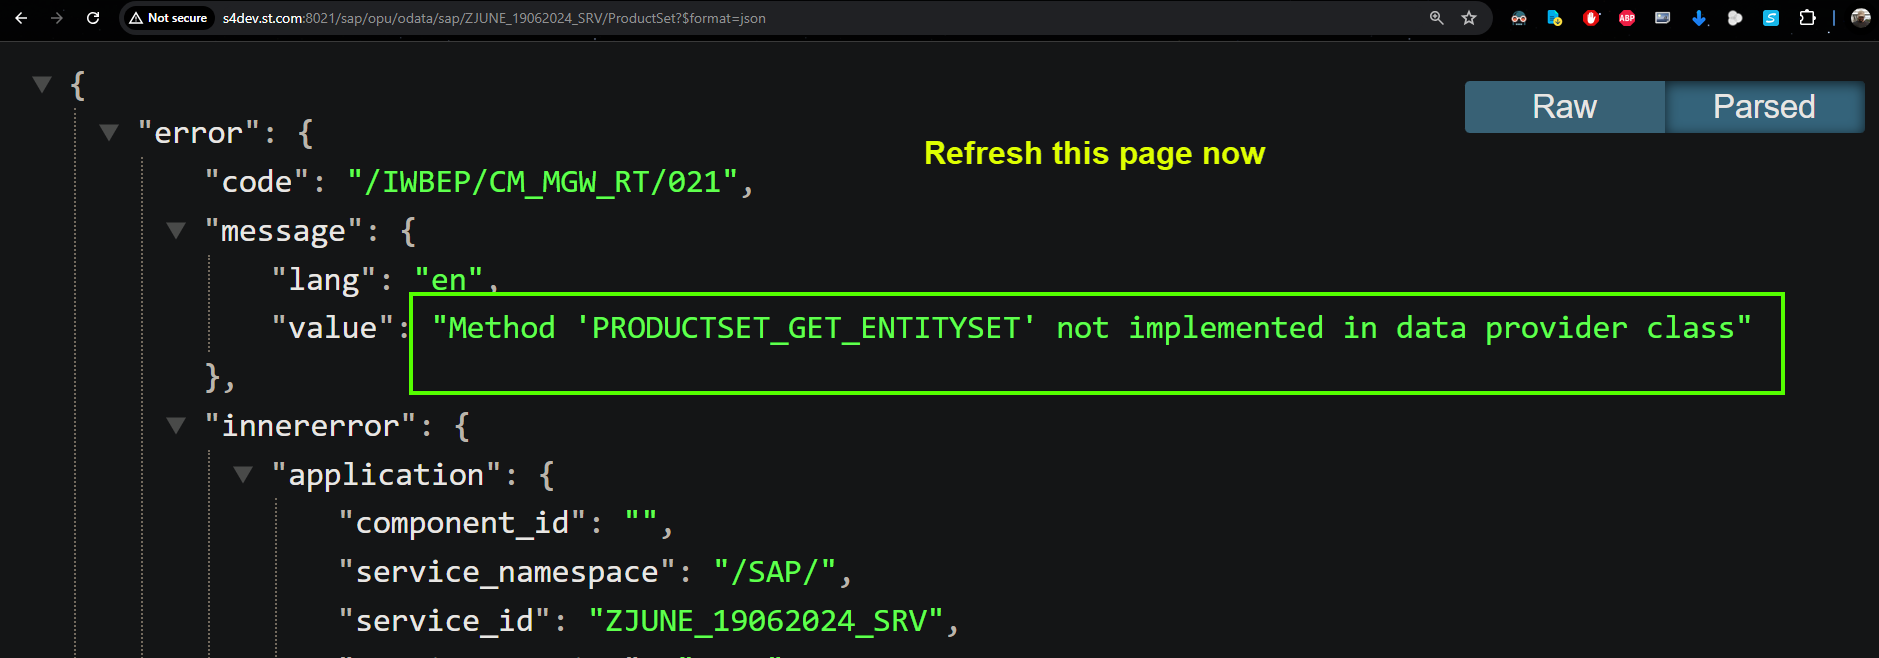 Not secure s4dev.st.com:8021/sap/opu/odata/sap/ZJUNE_19062024_SRV/ProductSet?$format=json
ABP
S
{
Raw Parsed
"error": {
Refresh this page now
"code": "/IWBEP/CM_MGW_RT/021",
"message": {
"lang": "en",
"value": "Method 'PRODUCTSET_GET_ENTITYSET' not implemented in data provider class"
},
"innererror": {
"application": {
"component_id": "",
"service_namespace": "/SAP/",
"service_id": "ZJUNE_19062024_SRV",